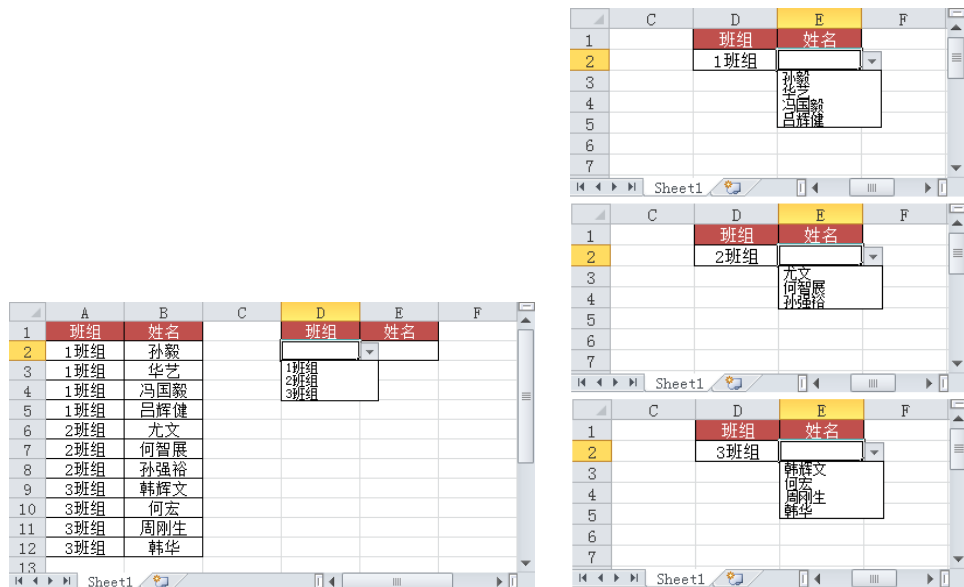 A B C D E F
1 班组 姓名 班组 姓名
2 1班组 孙毅
3 1班组 华艺 1班组
2班组
4 1班组 冯国毅 3班组
5 1班组 吕辉健
6 2班组 尤文
7 2班组 何智展
8 2班组 孙强裕
9 3班组 韩辉文
10 3班组 何宏
11 3班组 周刚生
12 3班组 韩华
13
Sheet1
C D E F
1 班组 姓名
2 1班组
3 孙毅
华艺
4 冯国毅
5 吕辉健
6
7
Sheet1
C D E F
1 班组 姓名
2 2班组
3 尤文
何智展
4 孙强裕
5
6
7
Sheet1
C D E F
1 班组 姓名
2 3班组
3 韩辉文
何宏
4 周刚生
5 韩华
6
7
Sheet1